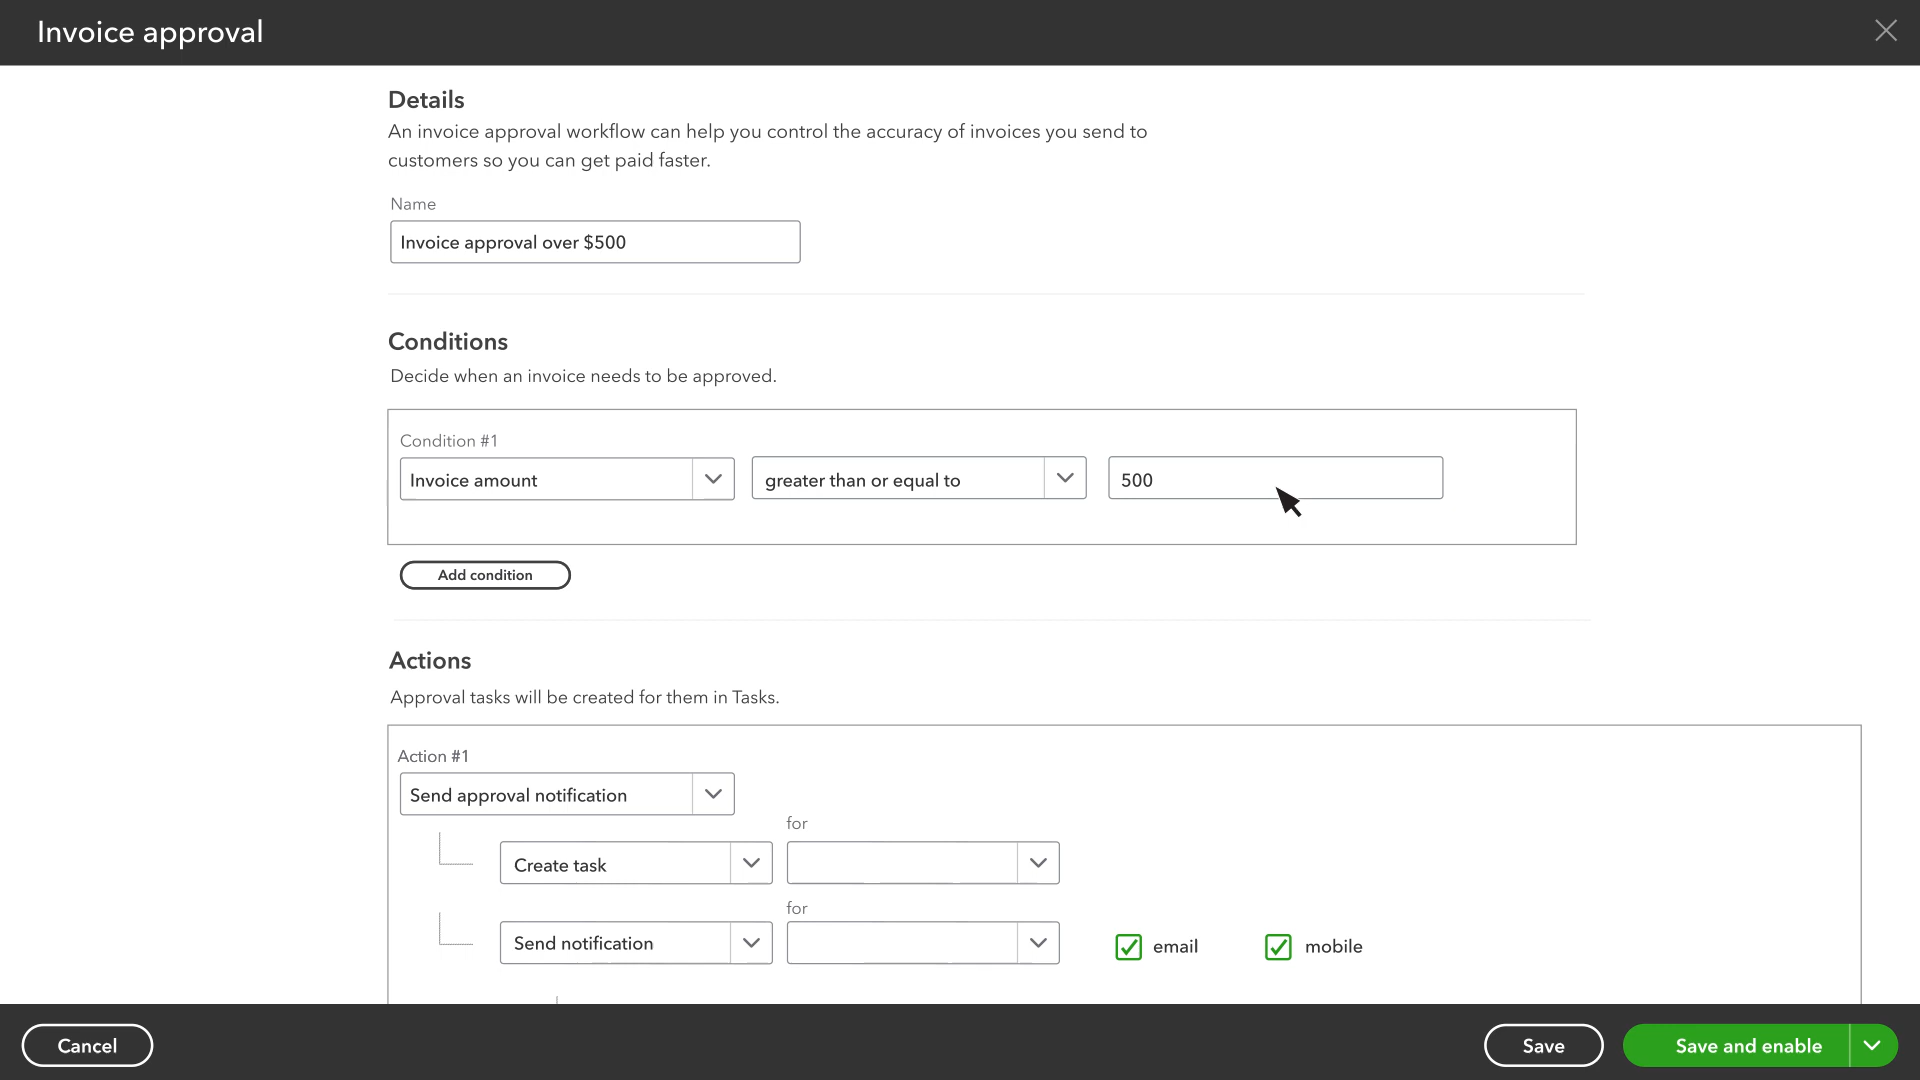 Invoice approval
Details
An invoice approval workflow can help you control the accuracy of invoices you send to
customers so you can get paid faster.
Name
Invoice approval over $500
Conditions
Decide when an invoice needs to be approved.
Condition #1
Invoice amount
greater than or equal to
500
Add condition
Actions
Approval tasks will be created for them in Tasks.
Action #1
Send approval notification
for
Create task
for
Send notification
email
mobile
Cancel
Save
Save and enable